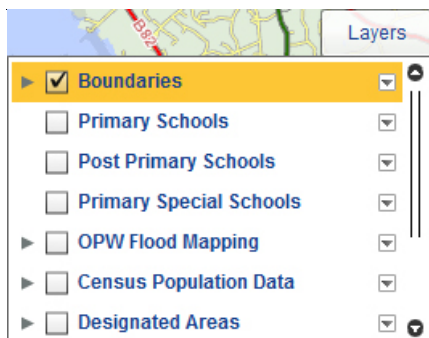 B82
Layers
Boundaries
Primary Schools
Post Primary Schools
Primary Special Schools
OPW Flood Mapping
Census Population Data
Designated Areas